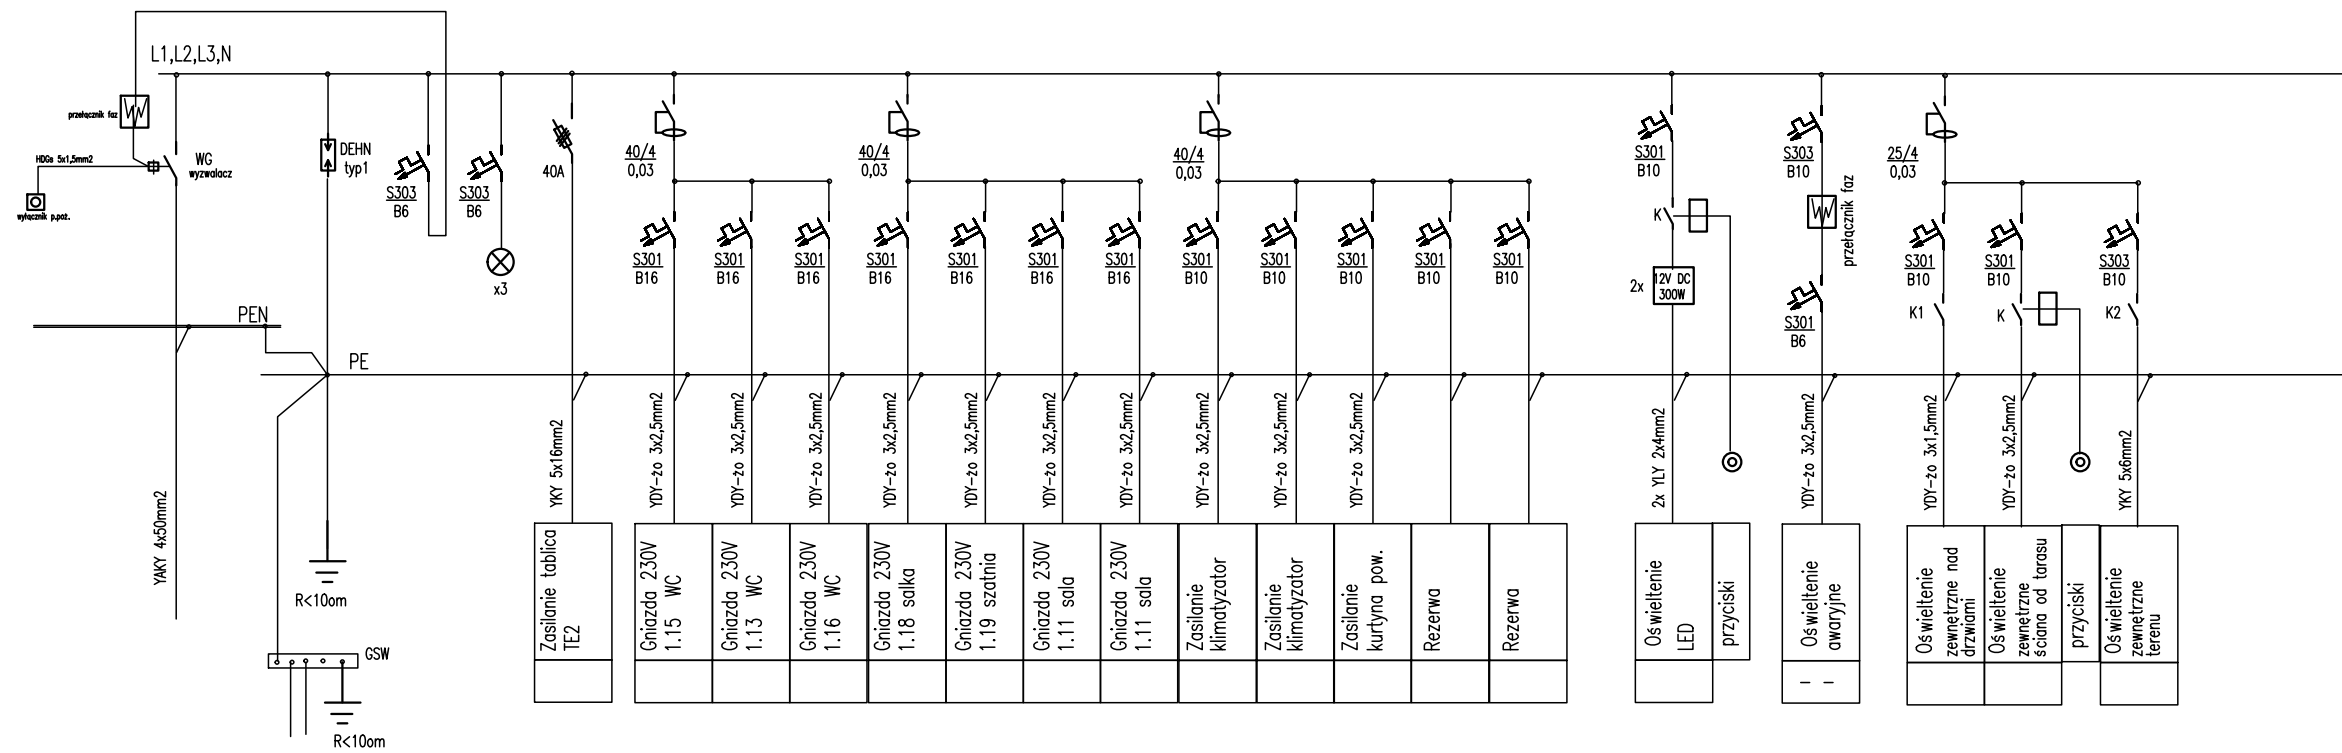 L1,L2,L3,N
przełącznik faz
HDGs 5x1,5mm2
wyłącznik p.poż.
WG
wyzwalacz
DEHN
typ1
S303
B6
S303
B6
x3
40A
40/4
0,03
40/4
0,03
40/4
0,03
S301
B10
S303
B10
25/4
0,03
przełącznik faz
K
S301
B16
S301
B16
S301
B16
S301
B16
S301
B16
S301
B16
S301
B16
S301
B10
S301
B10
S301
B10
S301
B10
S301
B10
2x
12V DC
300W
S301
B6
S301
B10
S301
B10
S303
B10
K1
K
K2
PEN
PE
YAKY 4x50mm2
YKY 5x16mm2
YDY-żo 3x2,5mm2
YDY-żo 3x2,5mm2
YDY-żo 3x2,5mm2
YDY-żo 3x2,5mm2
YDY-żo 3x2,5mm2
YDY-żo 3x2,5mm2
YDY-żo 3x2,5mm2
YDY-żo 3x2,5mm2
YDY-żo 3x2,5mm2
YDY-żo 3x2,5mm2
2x YLY 2x4mm2
YDY-żo 3x2,5mm2
YDY-żo 3x1,5mm2
YDY-żo 3x2,5mm2
YKY 5x6mm2
R<10om
GSW
R<10om
Zasilanie tablica
TE2
Gniazda 230V
1.15 WC
Gniazda 230V
1.13 WC
Gniazda 230V
1.16 WC
Gniazda 230V
1.18 salka
Gniazda 230V
1.19 szatnia
Gniazda 230V
1.11 sala
Gniazda 230V
1.11 sala
Zasilanie
klimatyzator
Zasilanie
klimatyzator
Zasilanie
kurtyna pow.
Rezerwa
Rezerwa
Oświeltenie
LED
przyciski
Oświeltenie
awaryjne
– –
Oświeltenie
zewnętrzne nad
drzwiami
Oświeltenie
zewnętrzne
ściana od tarasu
przyciski
Oświeltenie
zewnętrzne
terenu